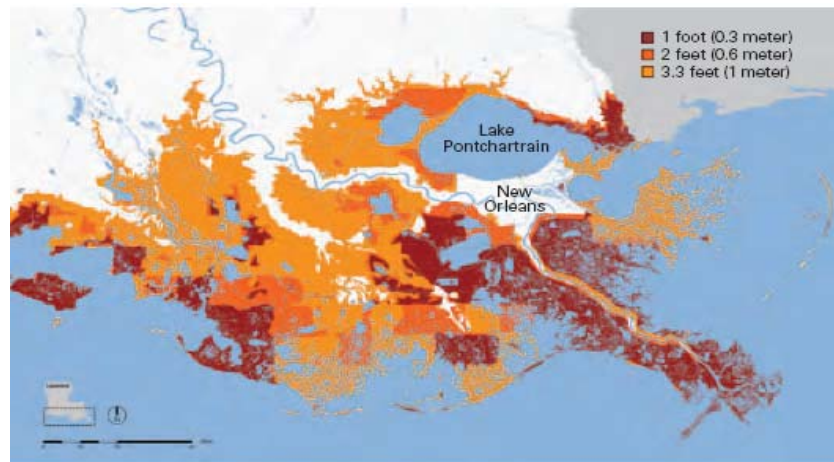 1 foot (0.3 meter)
2 feet (0.6 meter)
3.3 feet (1 meter)
Lake
Pontchartrain
New
Orleans